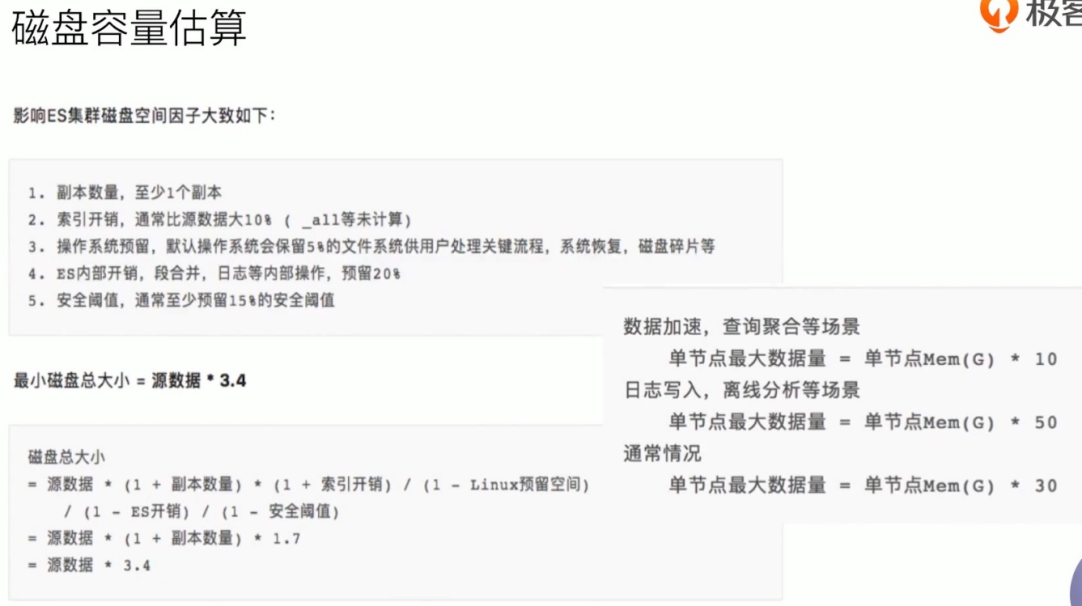 磁盘容量估算
极客
影响ES集群磁盘空间因子大致如下：
1. 副本数量，至少1个副本
2. 索引开销，通常比源数据大10% ( _all等未计算)
3. 操作系统预留，默认操作系统会保留5%的文件系统供用户处理关键流程，系统恢复，磁盘碎片等
4. ES内部开销，段合并，日志等内部操作，预留20%
5. 安全阈值，通常至少预留15%的安全阈值
最小磁盘总大小 = 源数据 * 3.4
磁盘总大小
= 源数据 * (1 + 副本数量) * (1 + 索引开销) / (1 - Linux预留空间)
/ (1 - ES开销) / (1 - 安全阈值)
= 源数据 * (1 + 副本数量) * 1.7
= 源数据 * 3.4
数据加速，查询聚合等场景
单节点最大数据量 = 单节点Mem(G) * 10
日志写入，离线分析等场景
单节点最大数据量 = 单节点Mem(G) * 50
通常情况
单节点最大数据量 = 单节点Mem(G) * 30